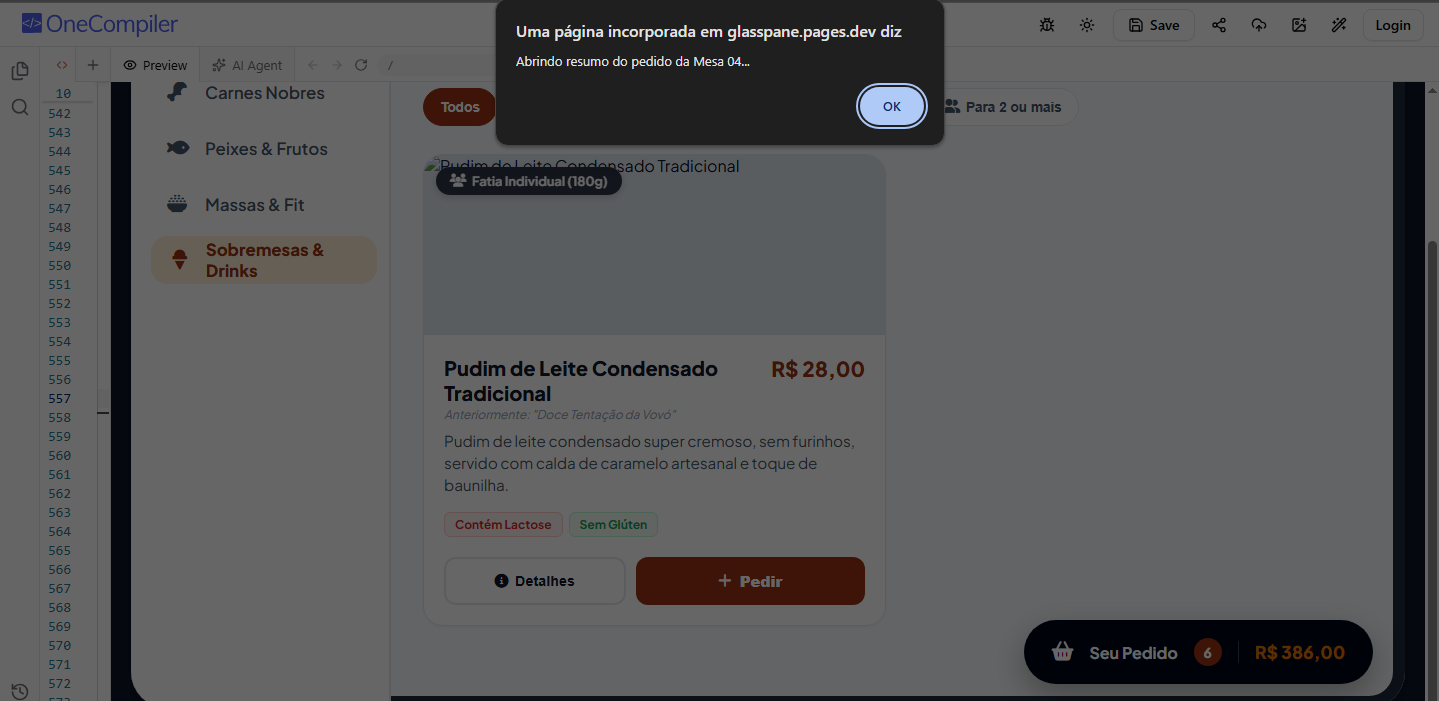 OneCompiler
Save
Login
Preview
AI Agent
/
Uma página incorporada em glasspane.pages.dev diz
Abrindo resumo do pedido da Mesa 04...
OK
10
542
543
544
545
546
547
548
549
550
551
552
553
554
555
556
557
558
559
560
561
562
563
564
565
566
567
568
569
570
571
572
573
Carnes Nobres
Peixes & Frutos
Massas & Fit
Sobremesas &
Drinks
Todos
Para 2 ou mais
Pudim de Leite Condensado Tradicional
Fatia Individual (180g)
Pudim de Leite Condensado
Tradicional
R$ 28,00
Anteriormente: "Doce Tentação da Vovó"
Pudim de leite condensado super cremoso, sem furinhos,
servido com calda de caramelo artesanal e toque de
baunilha.
Contém Lactose
Sem Glúten
Detalhes
Pedir
Seu Pedido
6
R$ 386,00